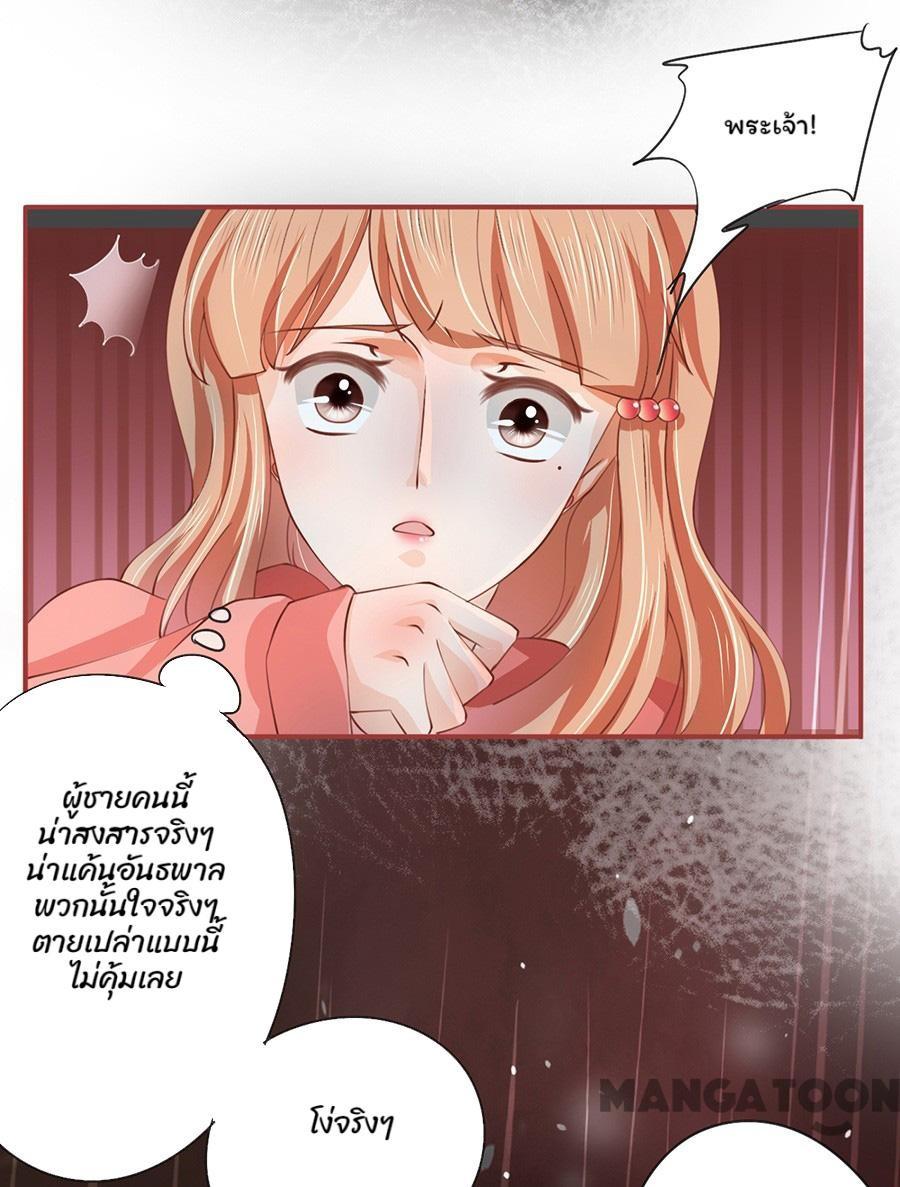 พระเจ้า!
ผู้ชายคนนี้
น่าสงสารจริงๆ
น่าแค้นอันธพาล
พวกนั้นใจจริงๆ
ตายเปล่าแบบนี้
ไม่คุ้มเลย
โง่จริงๆ
MANGATOON